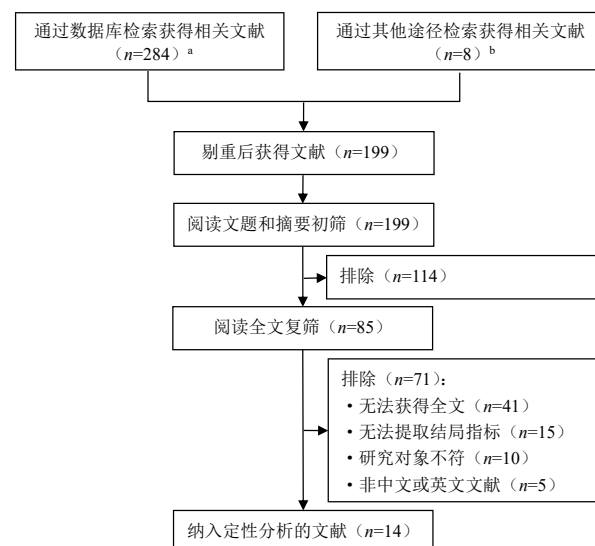 通过数据库检索获得相关文献
（n=284）a
通过其他途径检索获得相关文献
（n=8）b
剔重后获得文献（n=199）
阅读文题和摘要初筛（n=199）
排除（n=114）
阅读全文复筛（n=85）
排除（n=71）：
・无法获得全文（n=41）
・无法提取结局指标（n=15）
・研究对象不符（n=10）
・非中文或英文文献（n=5）
纳入定性分析的文献（n=14）